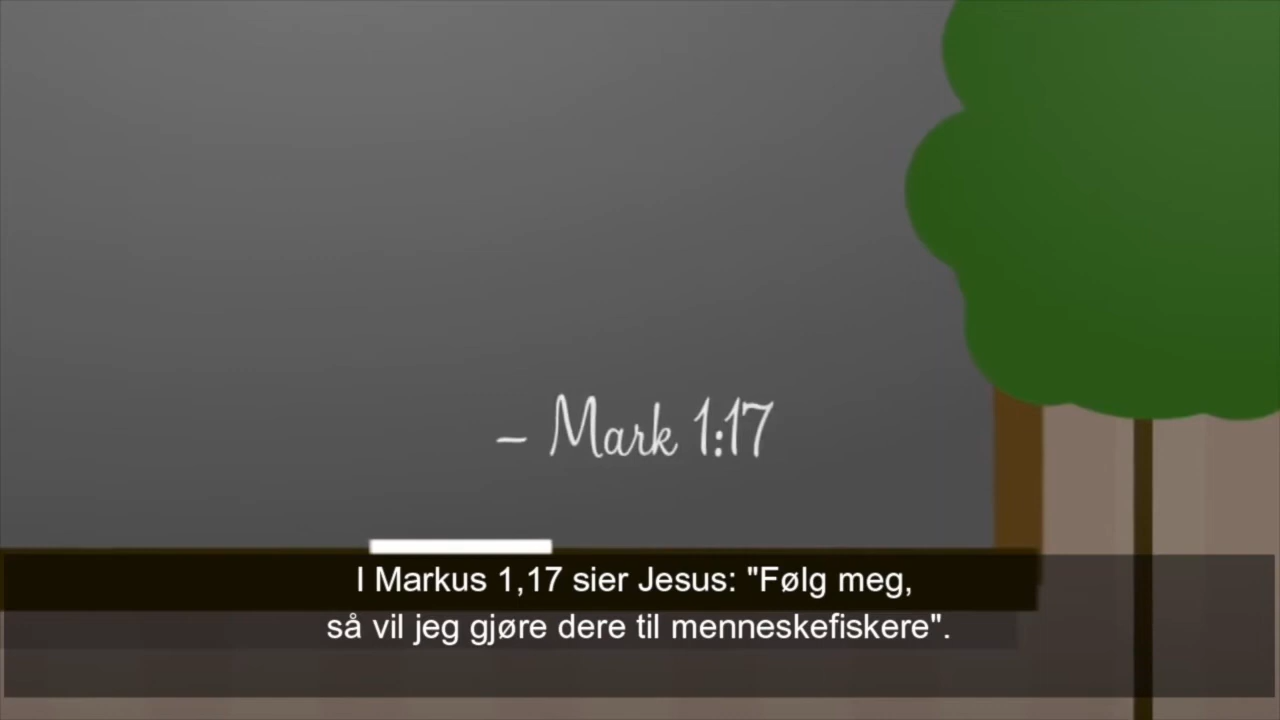 – Mark 1:17
I Markus 1,17 sier Jesus: "Følg meg,
så vil jeg gjøre dere til menneskefiskere".